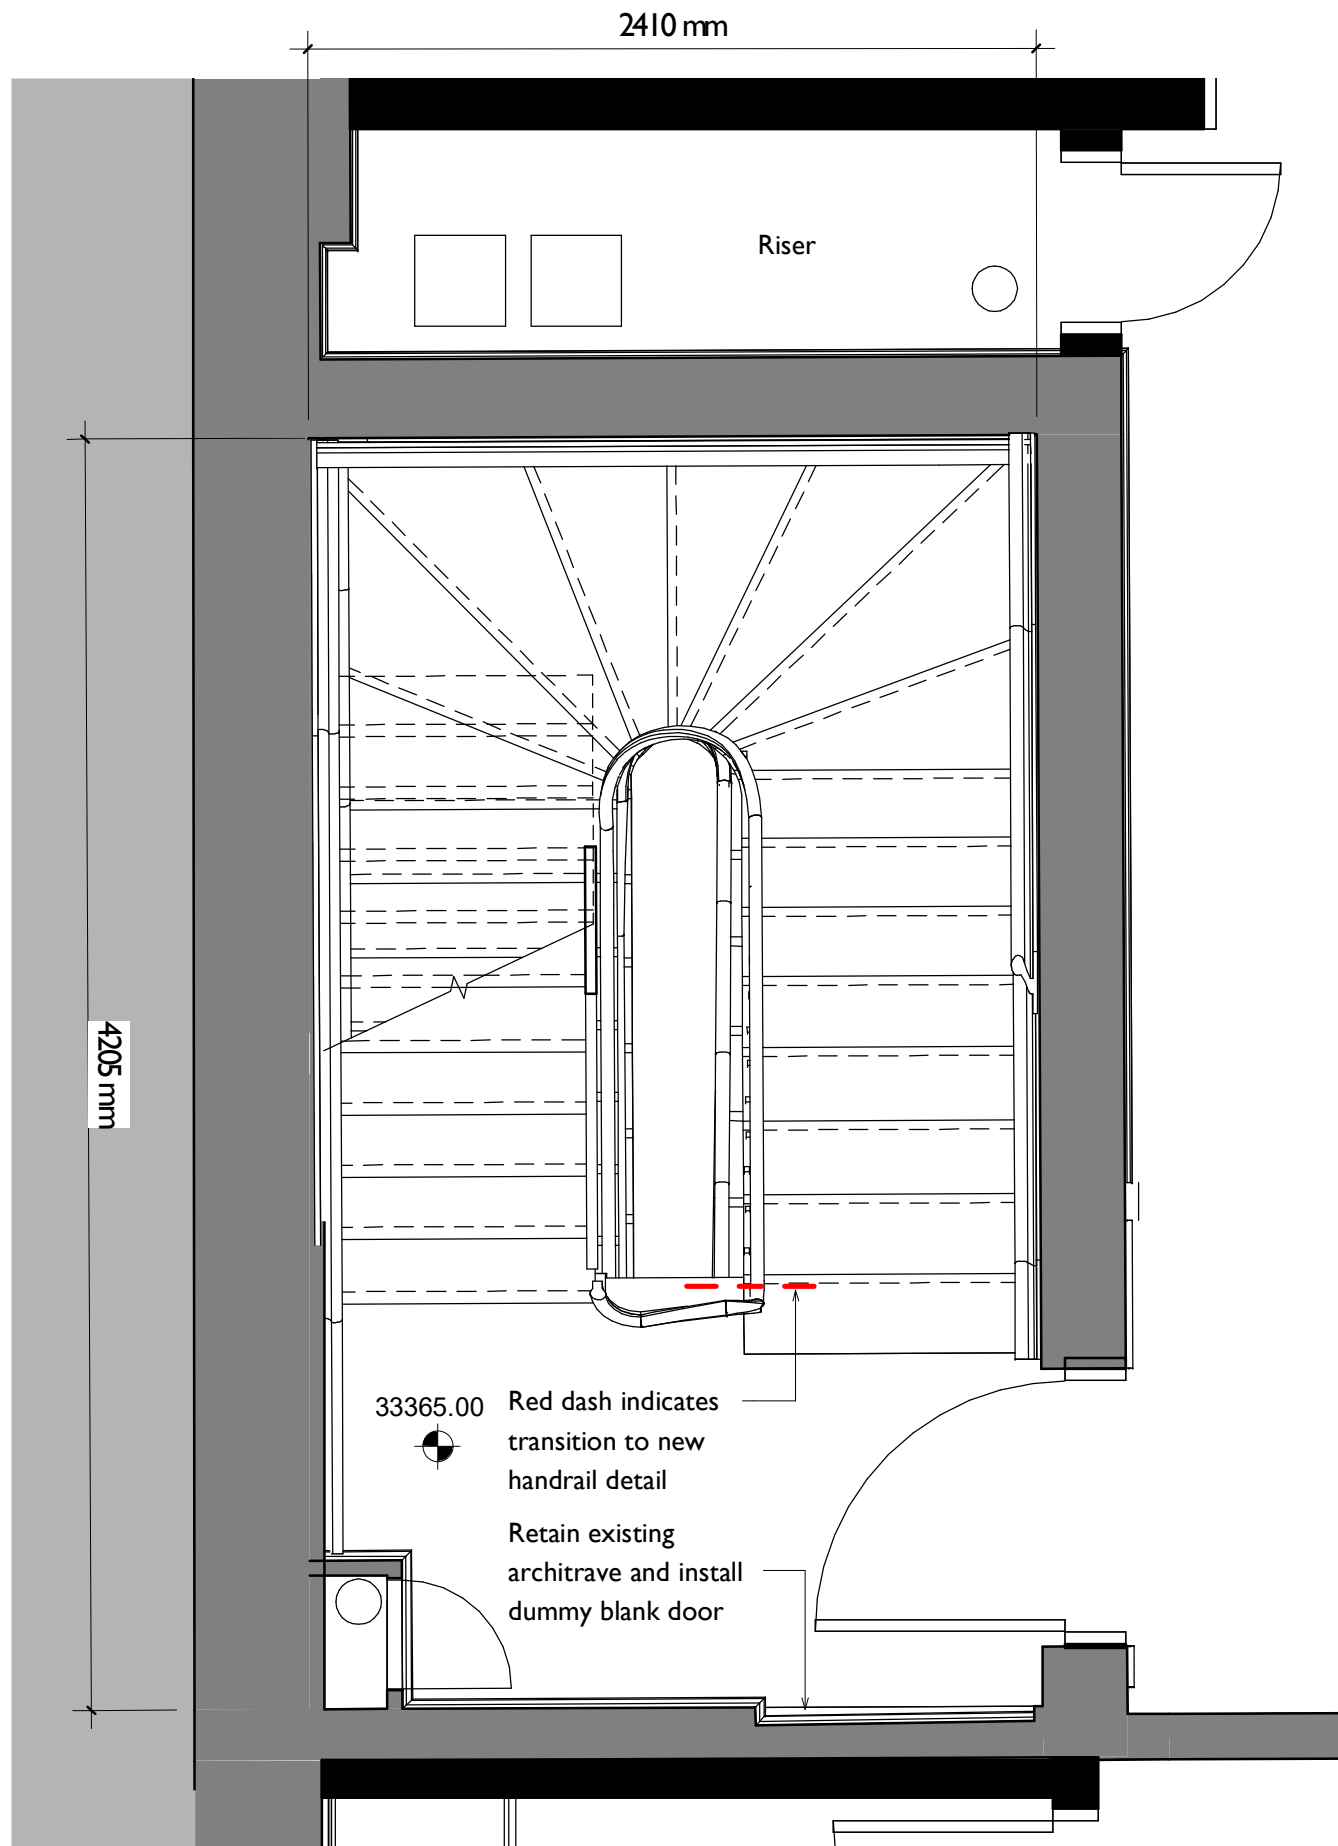 2410 mm
Riser
4205 mm
33365.00
Red dash indicates
transition to new
handrail detail
Retain existing
architrave and install
dummy blank door